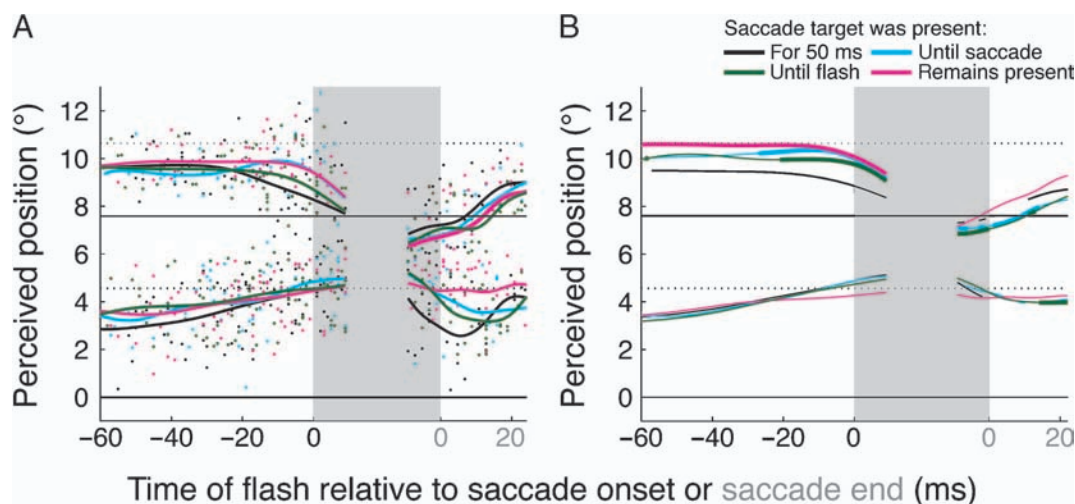 A
B
Saccade target was present:
For 50 ms
Until saccade
Until flash
Remains present
Perceived position (°)
12
10
8
6
4
2
0
−60
−40
−20
0
0
20
Perceived position (°)
12
10
8
6
4
2
0
−60
−40
−20
0
0
20
Time of flash relative to saccade onset or saccade end (ms)